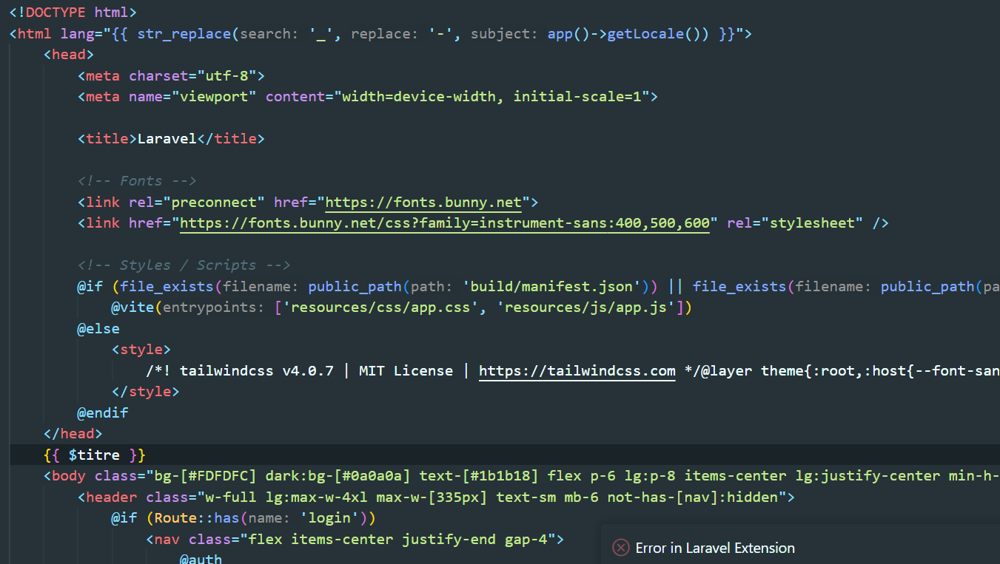 <!DOCTYPE html>
<html lang="{{ str_replace(search: '_', replace: '-', subject: app()->getLocale()) }}">
<head>
<meta charset="utf-8">
<meta name="viewport" content="width=device-width, initial-scale=1">
<title>Laravel</title>
<!-- Fonts -->
<link rel="preconnect" href="https://fonts.bunny.net">
<link href="https://fonts.bunny.net/css?family=instrument-sans:400,500,600" rel="stylesheet" />
<!-- Styles / Scripts -->
@if (file_exists(filename: public_path(path: 'build/manifest.json')) || file_exists(filename: public_path(pa
@vite(entrypoints: ['resources/css/app.css', 'resources/js/app.js'])
@else
<style>
/*! tailwindcss v4.0.7 | MIT License | https://tailwindcss.com */@layer theme{:root,:host{--font-san
</style>
@endif
</head>
{{ $titre }}
<body class="bg-[#FDFDFC] dark:bg-[#0a0a0a] text-[#1b1b18] flex p-6 lg:p-8 items-center lg:justify-center min-h-
<header class="w-full lg:max-w-4xl max-w-[335px] text-sm mb-6 not-has-[nav]:hidden">
@if (Route::has(name: 'login'))
<nav class="flex items-center justify-end gap-4">
@auth
Error in Laravel Extension